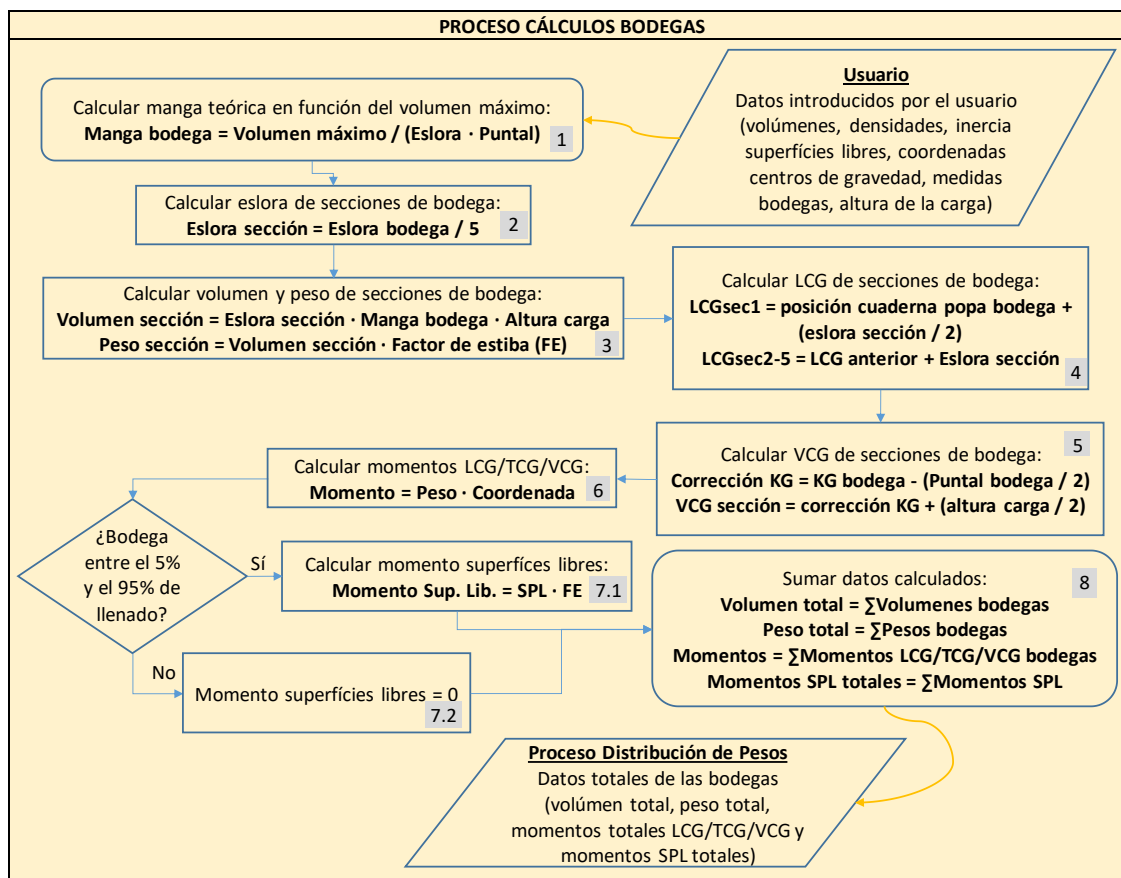 PROCESO CÁLCULOS BODEGAS
Usuario
Datos introducidos por el usuario
(volúmenes, densidades, inercia
superfícies libres, coordenadas
centros de gravedad, medidas
bodegas, altura de la carga)
Calcular manga teórica en función del volumen máximo:
Manga bodega = Volumen máximo / (Eslora · Puntal)
1
Calcular eslora de secciones de bodega:
Eslora sección = Eslora bodega / 5
2
Calcular volumen y peso de secciones de bodega:
Volumen sección = Eslora sección · Manga bodega · Altura carga
Peso sección = Volumen sección · Factor de estiba (FE)
3
Calcular LCG de secciones de bodega:
LCGsec1 = posición cuaderna popa bodega +
(eslora sección / 2)
LCGsec2-5 = LCG anterior + Eslora sección
4
5
Calcular VCG de secciones de bodega:
Corrección KG = KG bodega - (Puntal bodega / 2)
VCG sección = corrección KG + (altura carga / 2)
Calcular momentos LCG/TCG/VCG:
Momento = Peso · Coordenada
6
¿Bodega
entre el 5%
y el 95% de
llenado?
Sí
Calcular momento superfíces libres:
Momento Sup. Lib. = SPL · FE
7.1
No
Momento superfícies libres = 0
7.2
8
Sumar datos calculados:
Volumen total = ∑Volumenes bodegas
Peso total = ∑Pesos bodegas
Momentos = ∑Momentos LCG/TCG/VCG bodegas
Momentos SPL totales = ∑Momentos SPL
Proceso Distribución de Pesos
Datos totales de las bodegas
(volúmen total, peso total,
momentos totales LCG/TCG/VCG y
momentos SPL totales)